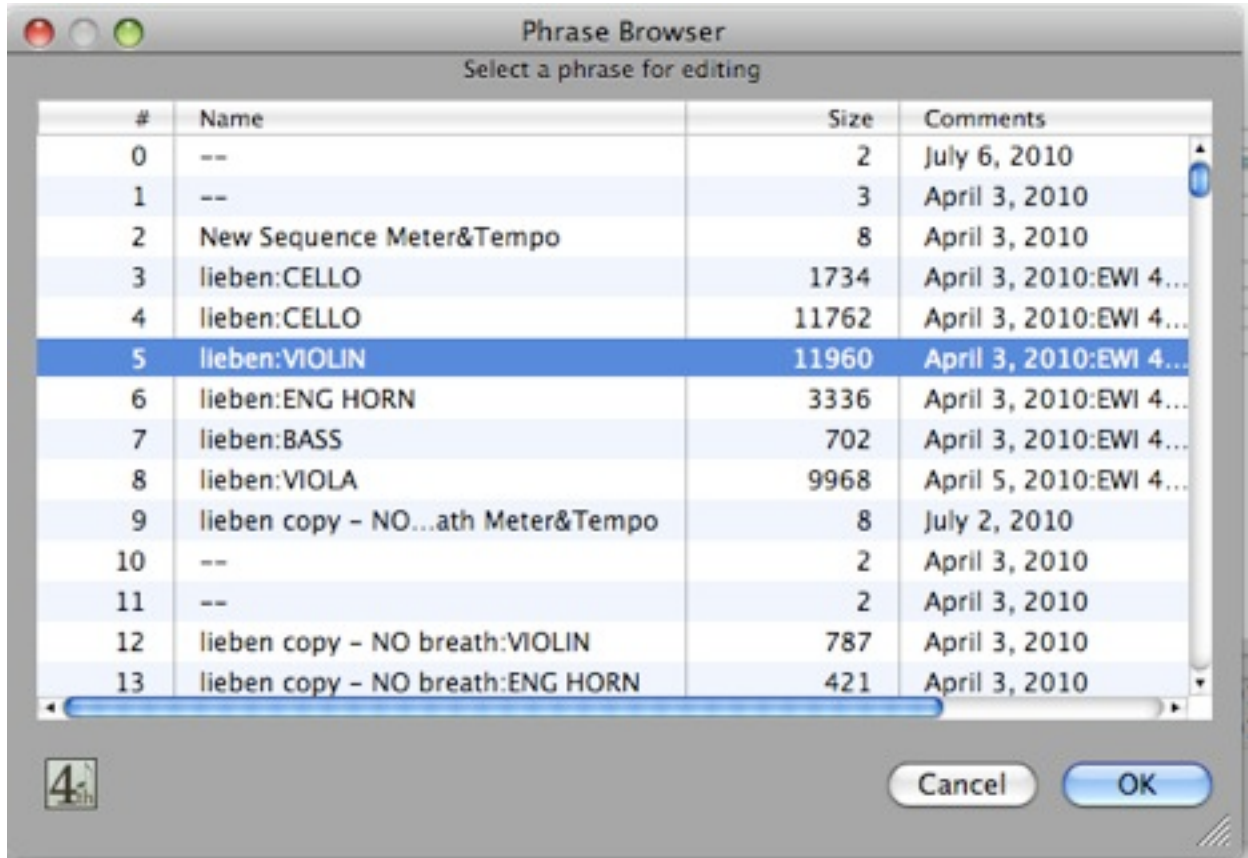 Phrase Browser
Select a phrase for editing
# Name Size Comments
0 -- 2 July 6, 2010
1 -- 3 April 3, 2010
2 New Sequence Meter&Tempo 8 April 3, 2010
3 lieben:CELLO 1734 April 3, 2010:EWI 4...
4 lieben:CELLO 11762 April 3, 2010:EWI 4...
5 lieben:VIOLIN 11960 April 3, 2010:EWI 4...
6 lieben:ENG HORN 3336 April 3, 2010:EWI 4...
7 lieben:BASS 702 April 3, 2010:EWI 4...
8 lieben:VIOLA 9968 April 5, 2010:EWI 4...
9 lieben copy - NO...ath Meter&Tempo 8 July 2, 2010
10 -- 2 April 3, 2010
11 -- 2 April 3, 2010
12 lieben copy - NO breath:VIOLIN 787 April 3, 2010
13 lieben copy - NO breath:ENG HORN 421 April 3, 2010
4th
Cancel OK